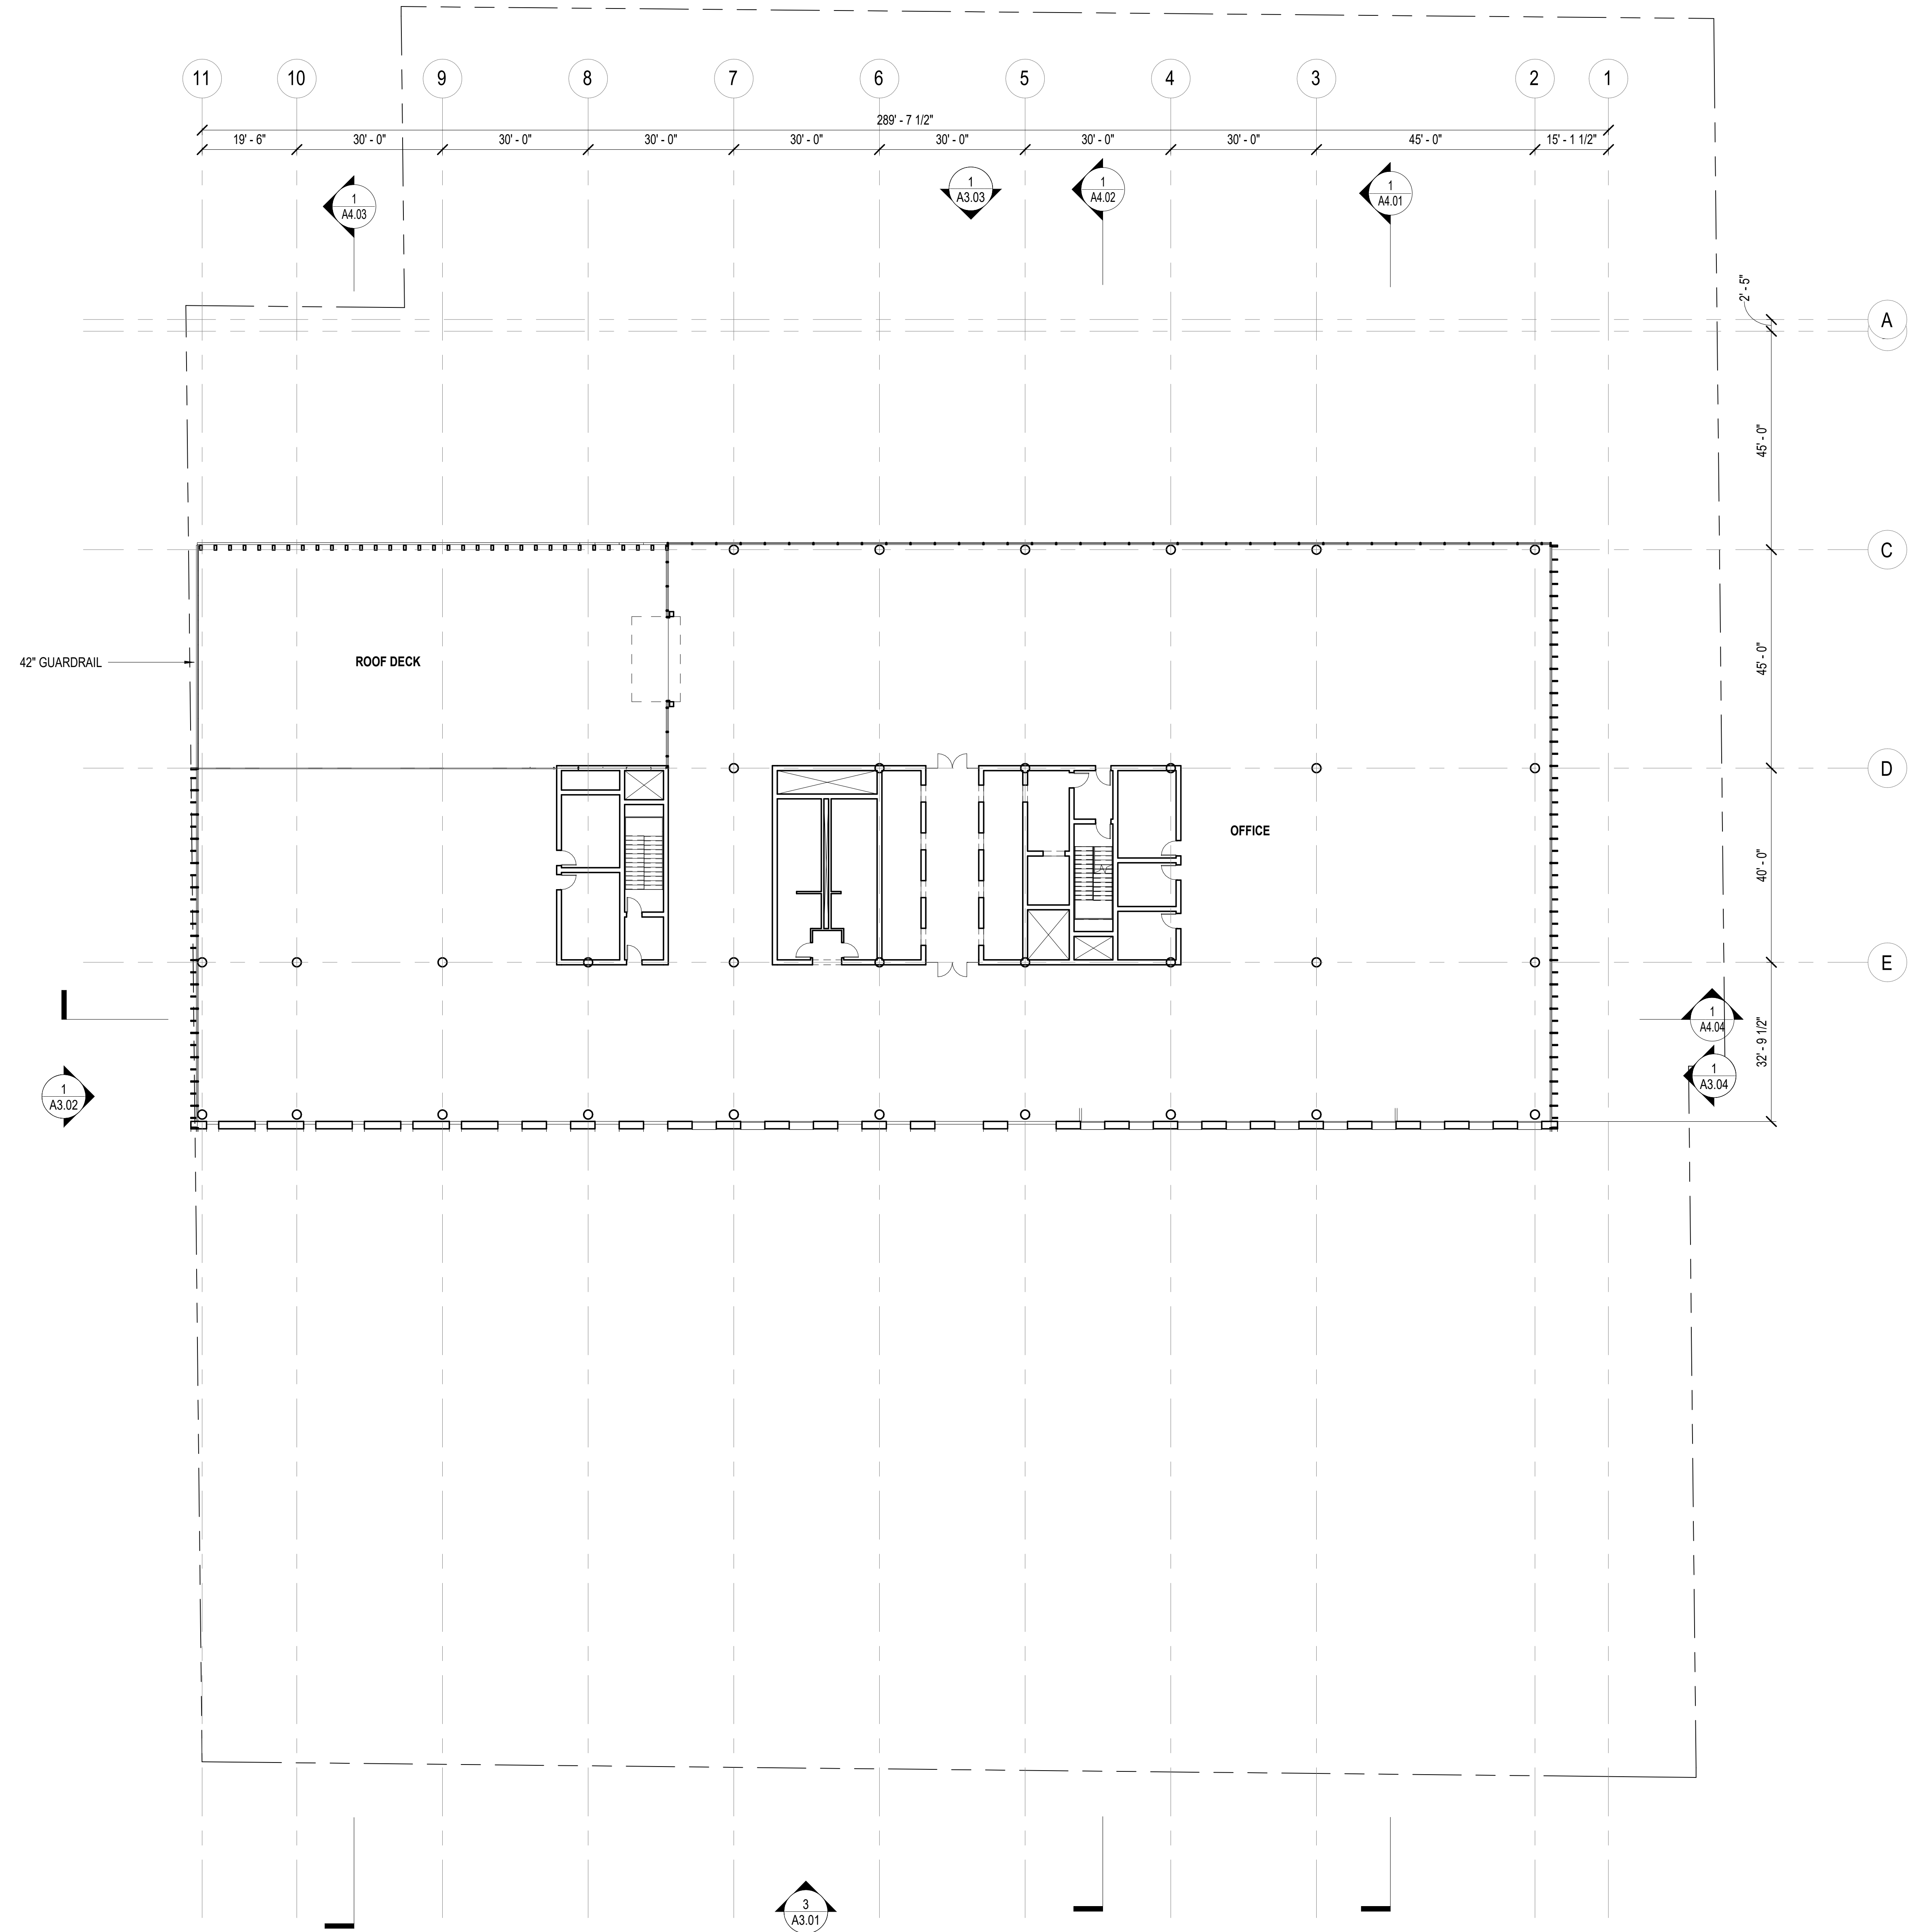 11 10 9 8 7 6 5 4 3 2 1
289' - 7 1/2"
19' - 6" 30' - 0" 30' - 0" 30' - 0" 30' - 0" 30' - 0" 30' - 0" 30' - 0" 45' - 0" 15' - 1 1/2"
1
A4.03
1
A3.03
1
A4.02
1
A4.01
2' - 5"
A
45' - 0"
C
42" GUARDRAIL
ROOF DECK
45' - 0"
D
OFFICE
40' - 0"
E
1
A4.04
32' - 9 1/2"
1
A3.04
1
A3.02
3
A3.01